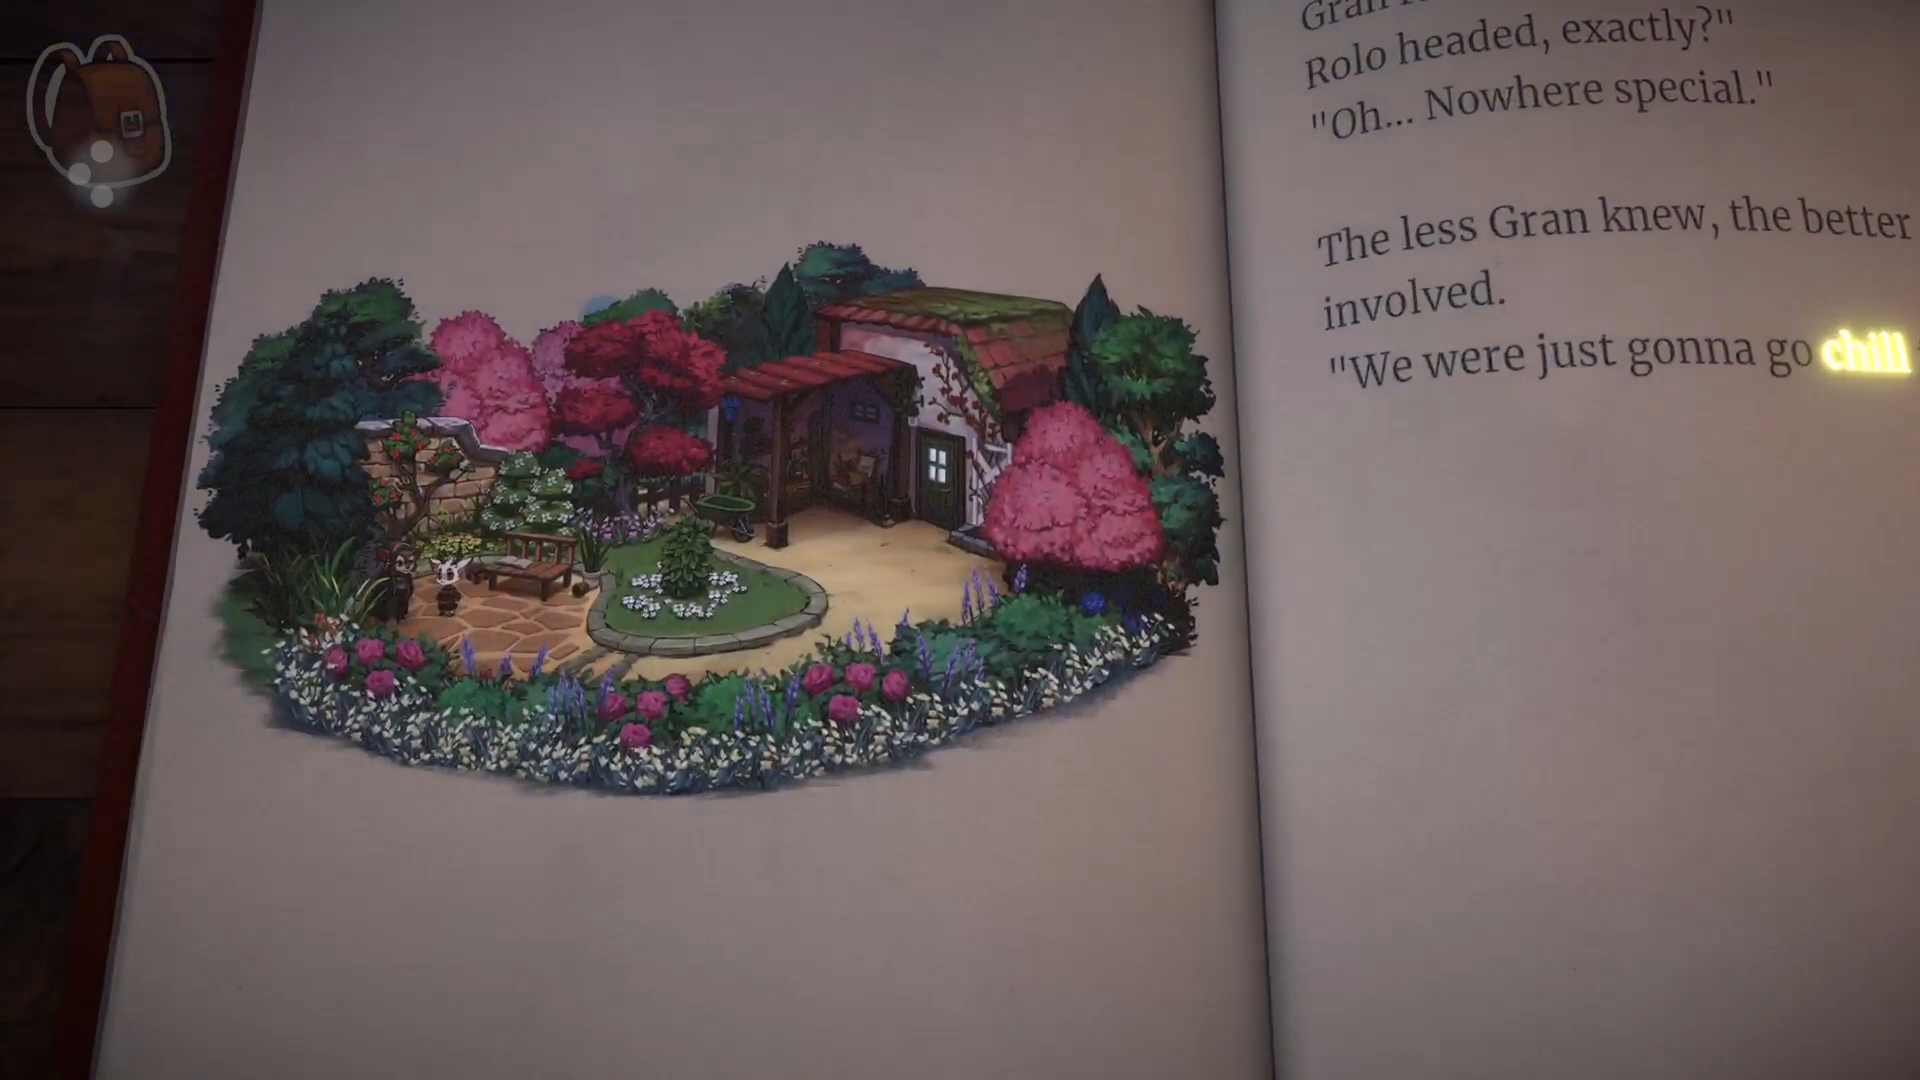 Gran
Rolo headed, exactly?"
"Oh... Nowhere special."
The less Gran knew, the better
involved.
"We were just gonna go chill